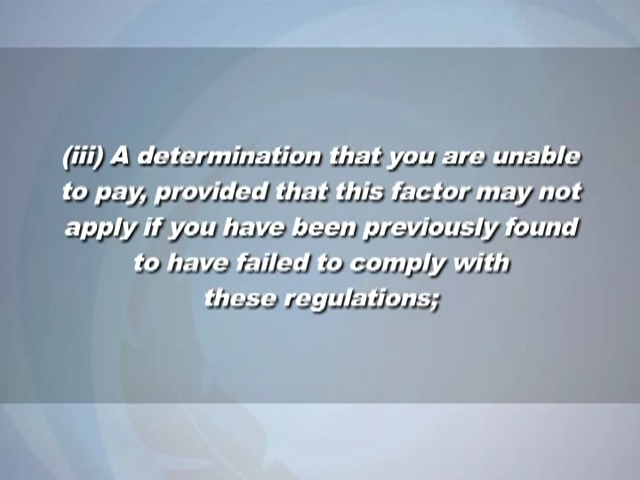 (iii) A determination that you are unable
to pay, provided that this factor may not
apply if you have been previously found
to have failed to comply with
these regulations;